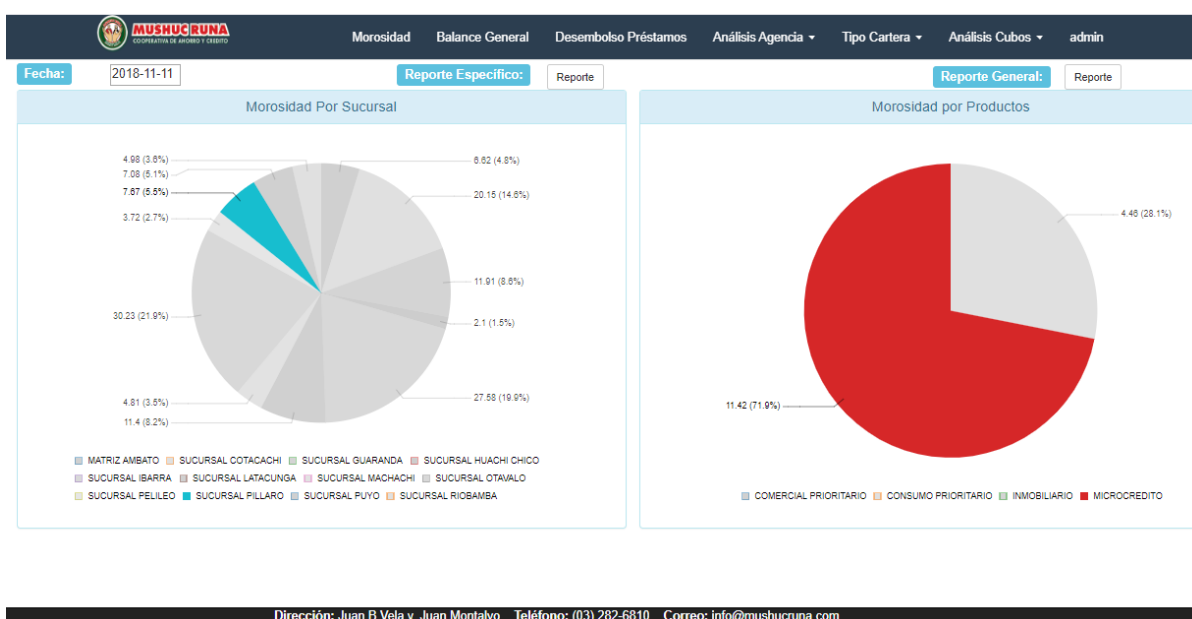 MUSHUC RUNA
COOPERATIVA DE AHORRO Y CREDITO
Morosidad Balance General Desembolso Préstamos Análisis Agencia Tipo Cartera Análisis Cubos admin
Fecha: 2018-11-11 Reporte Específico: Reporte Reporte General: Reporte
Morosidad Por Sucursal
4.98 (3.6%)
7.08 (5.1%)
7.67 (5.5%)
3.72 (2.7%)
30.23 (21.9%)
4.81 (3.5%)
11.4 (8.2%)
6.62 (4.8%)
20.15 (14.6%)
11.91 (8.6%)
2.1 (1.5%)
27.58 (19.9%)
MATRIZ AMBATO SUCURSAL COTACACHI SUCURSAL GUARANDA SUCURSAL HUACHI CHICO
SUCURSAL IBARRA SUCURSAL LATACUNGA SUCURSAL MACHACHI SUCURSAL OTAVALO
SUCURSAL PELILEO SUCURSAL PILLARO SUCURSAL PUYO SUCURSAL RIOBAMBA
Morosidad por Productos
4.46 (28.1%)
11.42 (71.9%)
COMERCIAL PRIORITARIO CONSUMO PRIORITARIO INMOBILIARIO MICROCREDITO
Dirección: Juan B Vela y Juan Montalvo Teléfono: (03) 282-6810 Correo: info@mushucruna.com